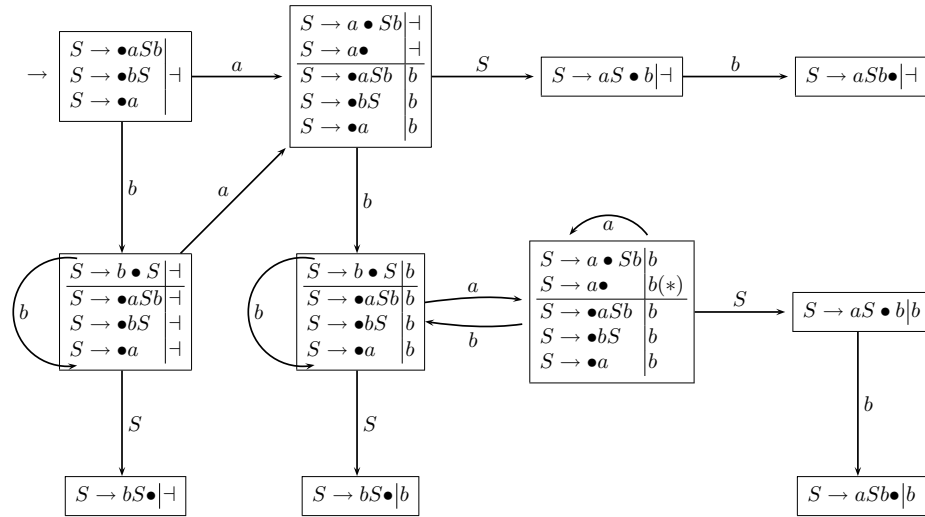 →
S → •aSb
S → •bS ⊣
S → •a
a
S → a • Sb ⊣
S → a• ⊣
S → •aSb b
S → •bS b
S → •a b
S
S → aS • b ⊣
b
S → aSb• ⊣
b
a
b
b
S → b • S ⊣
S → •aSb ⊣
S → •bS ⊣
S → •a ⊣
b
S → b • S b
S → •aSb b
S → •bS b
S → •a b
a
b
a
S → a • Sb b
S → a• b(∗)
S → •aSb b
S → •bS b
S → •a b
S
S → aS • b b
S
S
b
S → bS• ⊣
S → bS• b
S → aSb• b